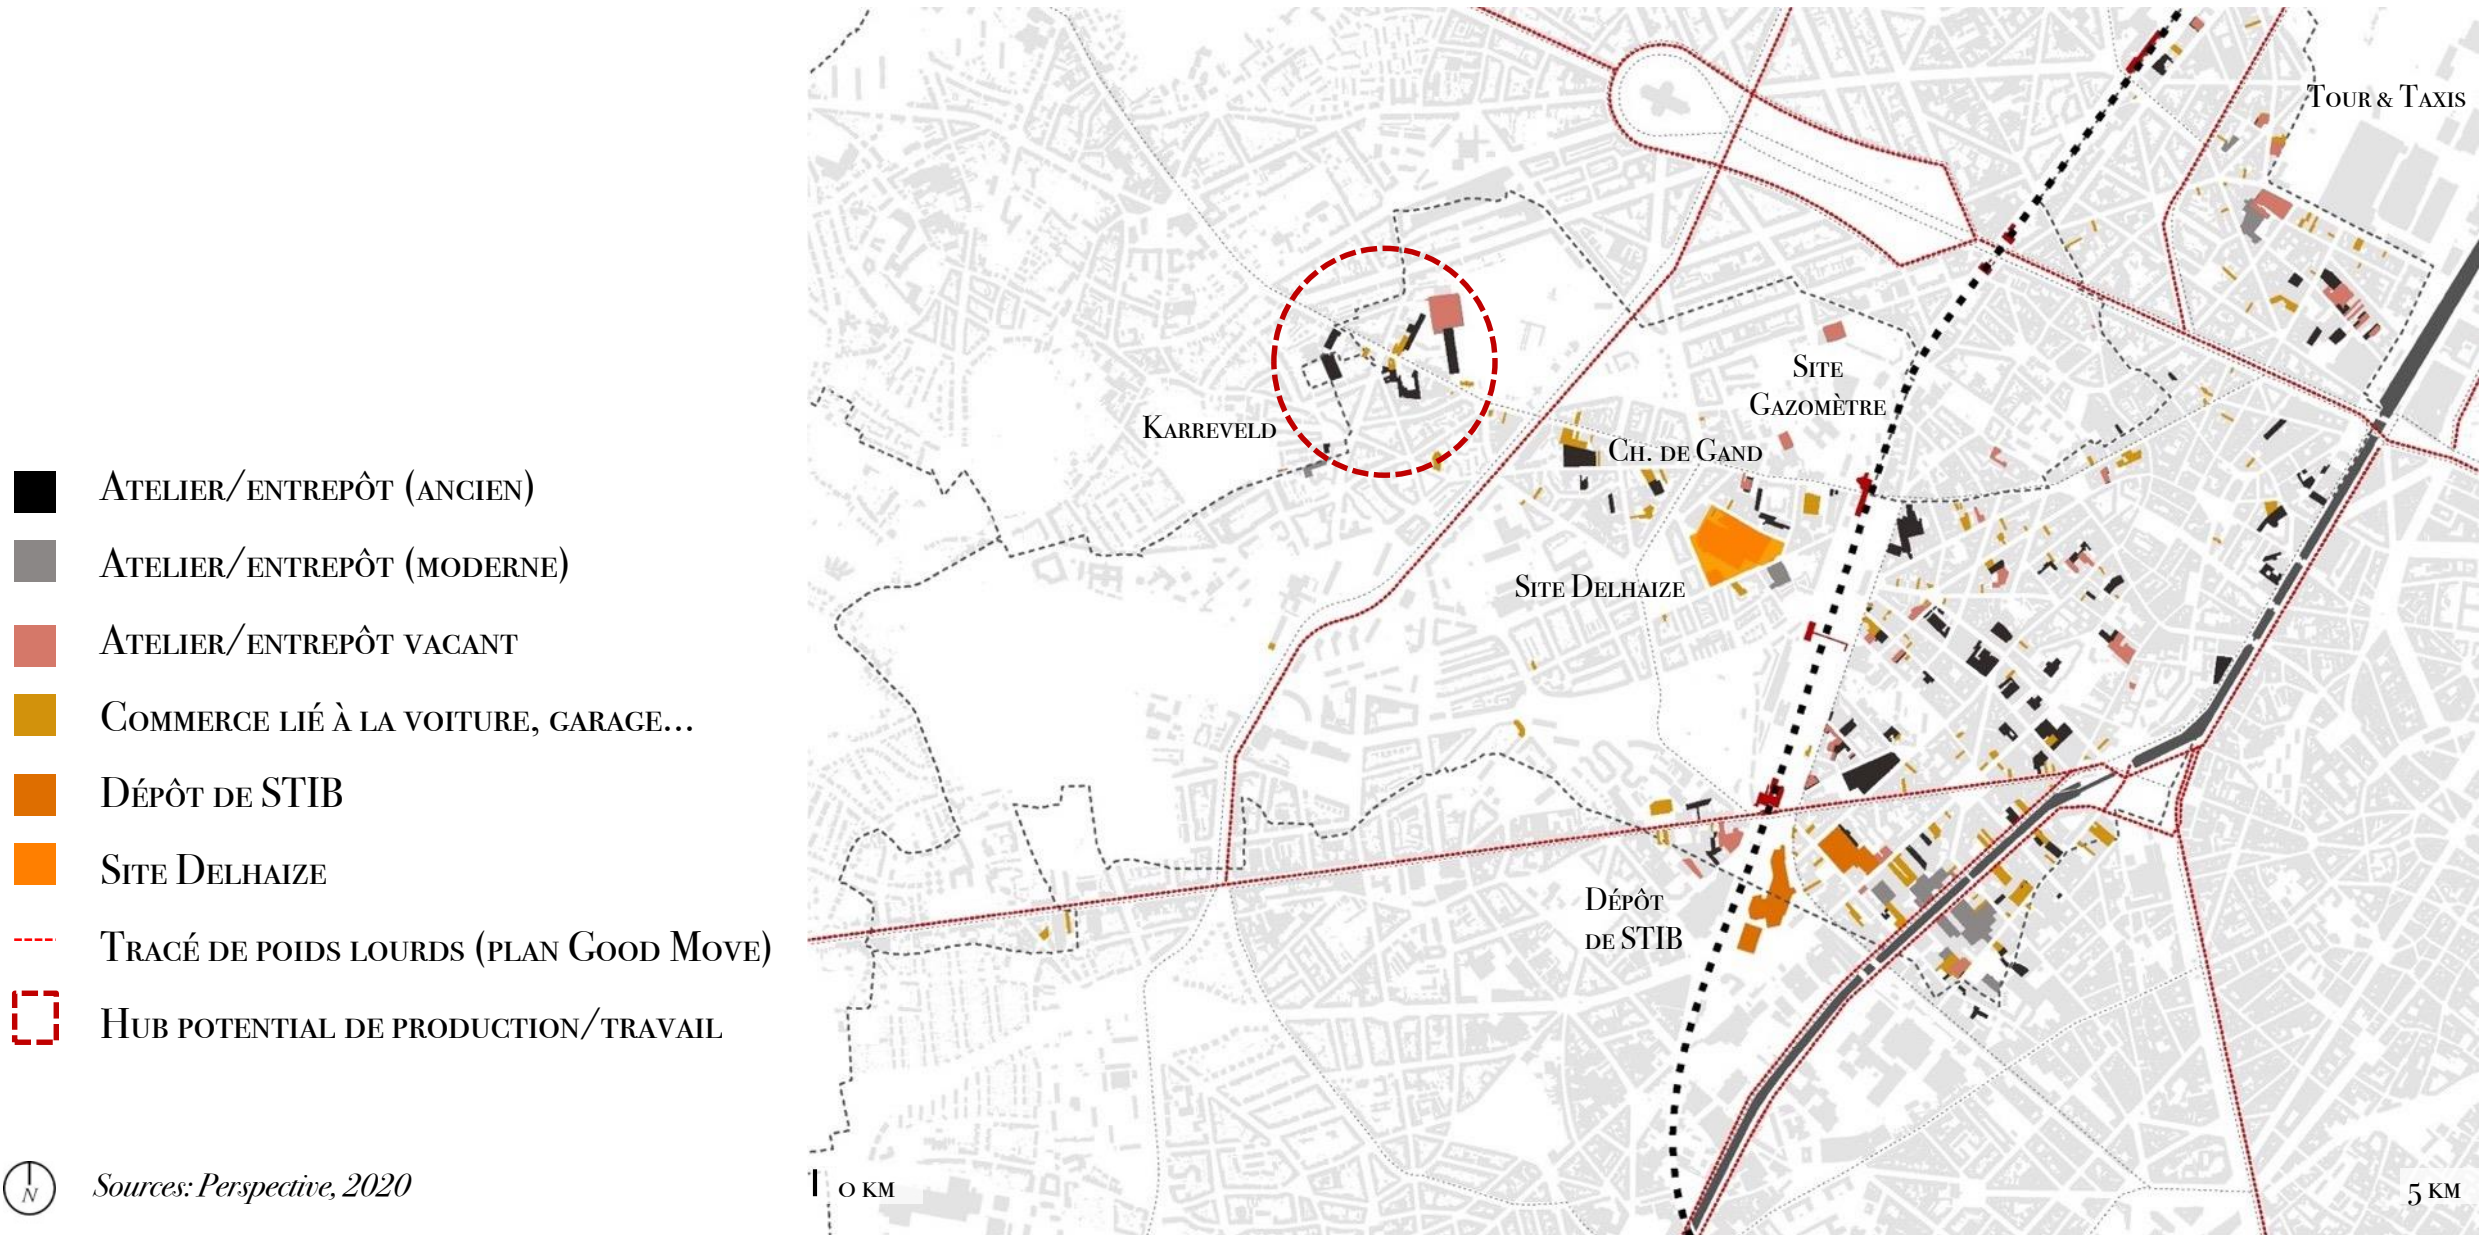 Atelier/entrepôt (ancien)
Atelier/entrepôt (moderne)
Atelier/entrepôt vacant
Commerce lié à la voiture, garage...
Dépôt de STIB
Site Delhaize
Tracé de poids lourds (plan Good Move)
Hub potential de production/travail
N
Sources: Perspective, 2020
Tour & Taxis
Site
Gazomètre
Karreveld
Ch. de Gand
Site Delhaize
Dépôt
de STIB
0 km
5 km